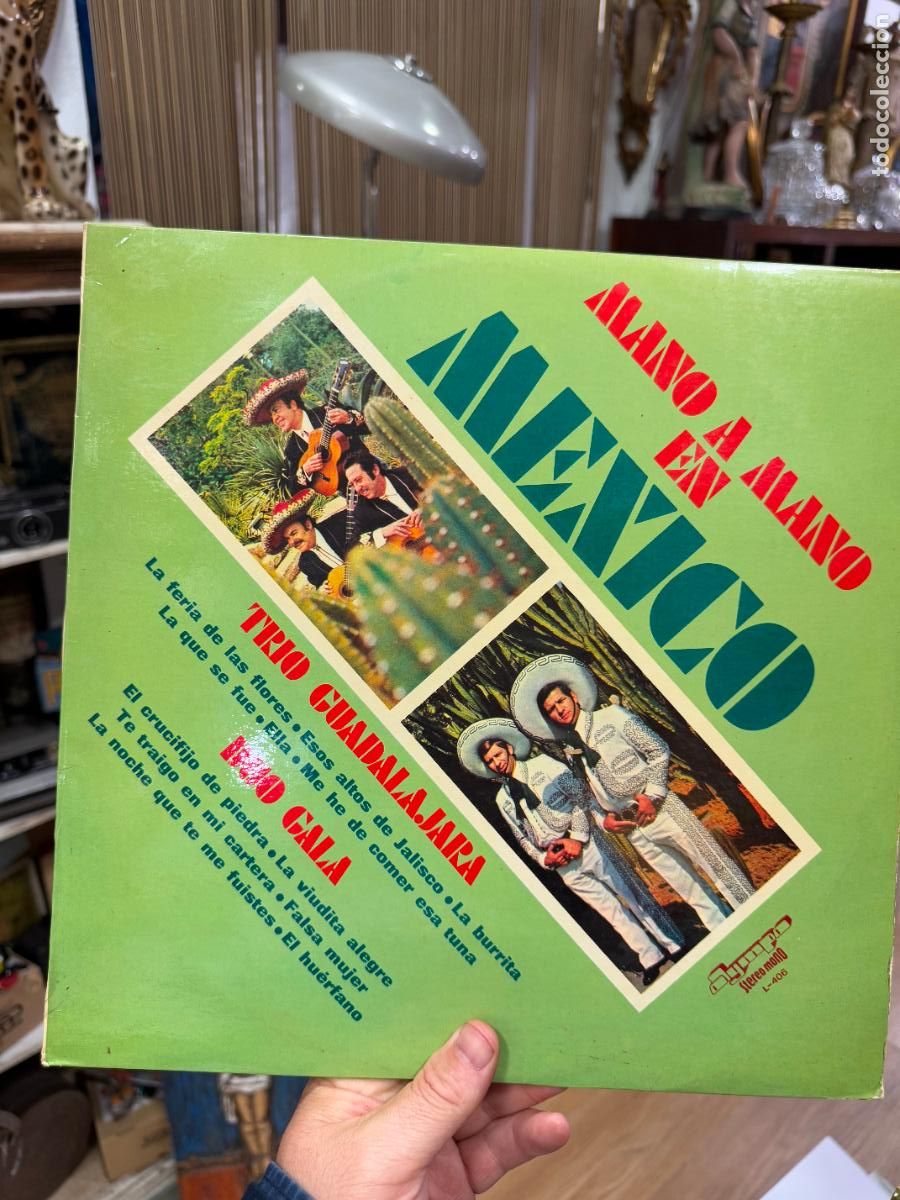 MANO A MANO
EN
MEXICO
TRIO GUADALAJARA
La feria de las flores • Esos altos de Jalisco • La burrita
La que se fue • Ella • Me he de comer esa tuna
DUO GALA
El crucifijo de piedra • La viudita alegre
Te traigo en mi cartera • Falsa mujer
La noche que te me fuistes • El huérfano
Olympo
stereo mono
L-406
todocoleccion